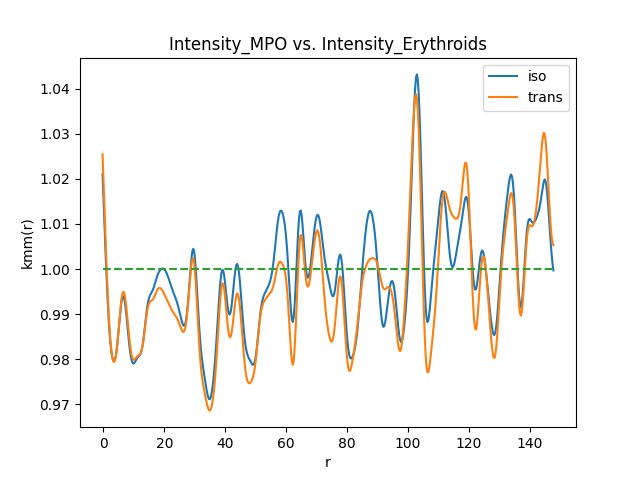 Intensity_MPO vs. Intensity_Erythroids
iso
trans
1.04
1.03
1.02
1.01
1.00
0.99
0.98
0.97
kmm(r)
0 20 40 60 80 100 120 140
r